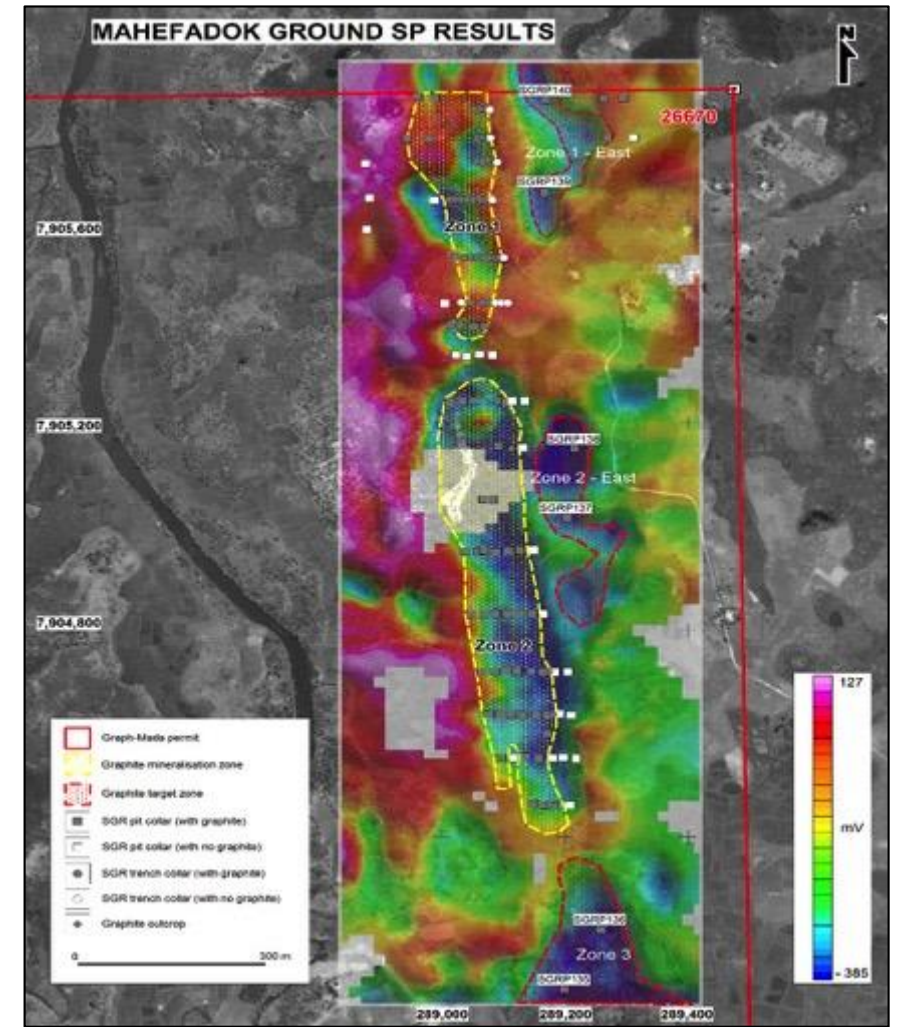 MAHEFADOK GROUND SP RESULTS
N
SGRP140
26670
Zone 1 - East
SGRP139
7,905,600
Zone 1
7,905,200
SGRP138
Zone 2 - East
SGRP137
7,904,800
Zone 2
127
mV
-385
Graph-Mada permit
Graphite mineralisation zone
Graphite target zone
SGR pit collar (with graphite)
SGR pit collar (with no graphite)
SGR trench collar (with graphite)
SGR trench collar (with no graphite)
Graphite outcrop
0 300 m
SGRP136
Zone 3
SGRP135
289,000 289,200 289,400